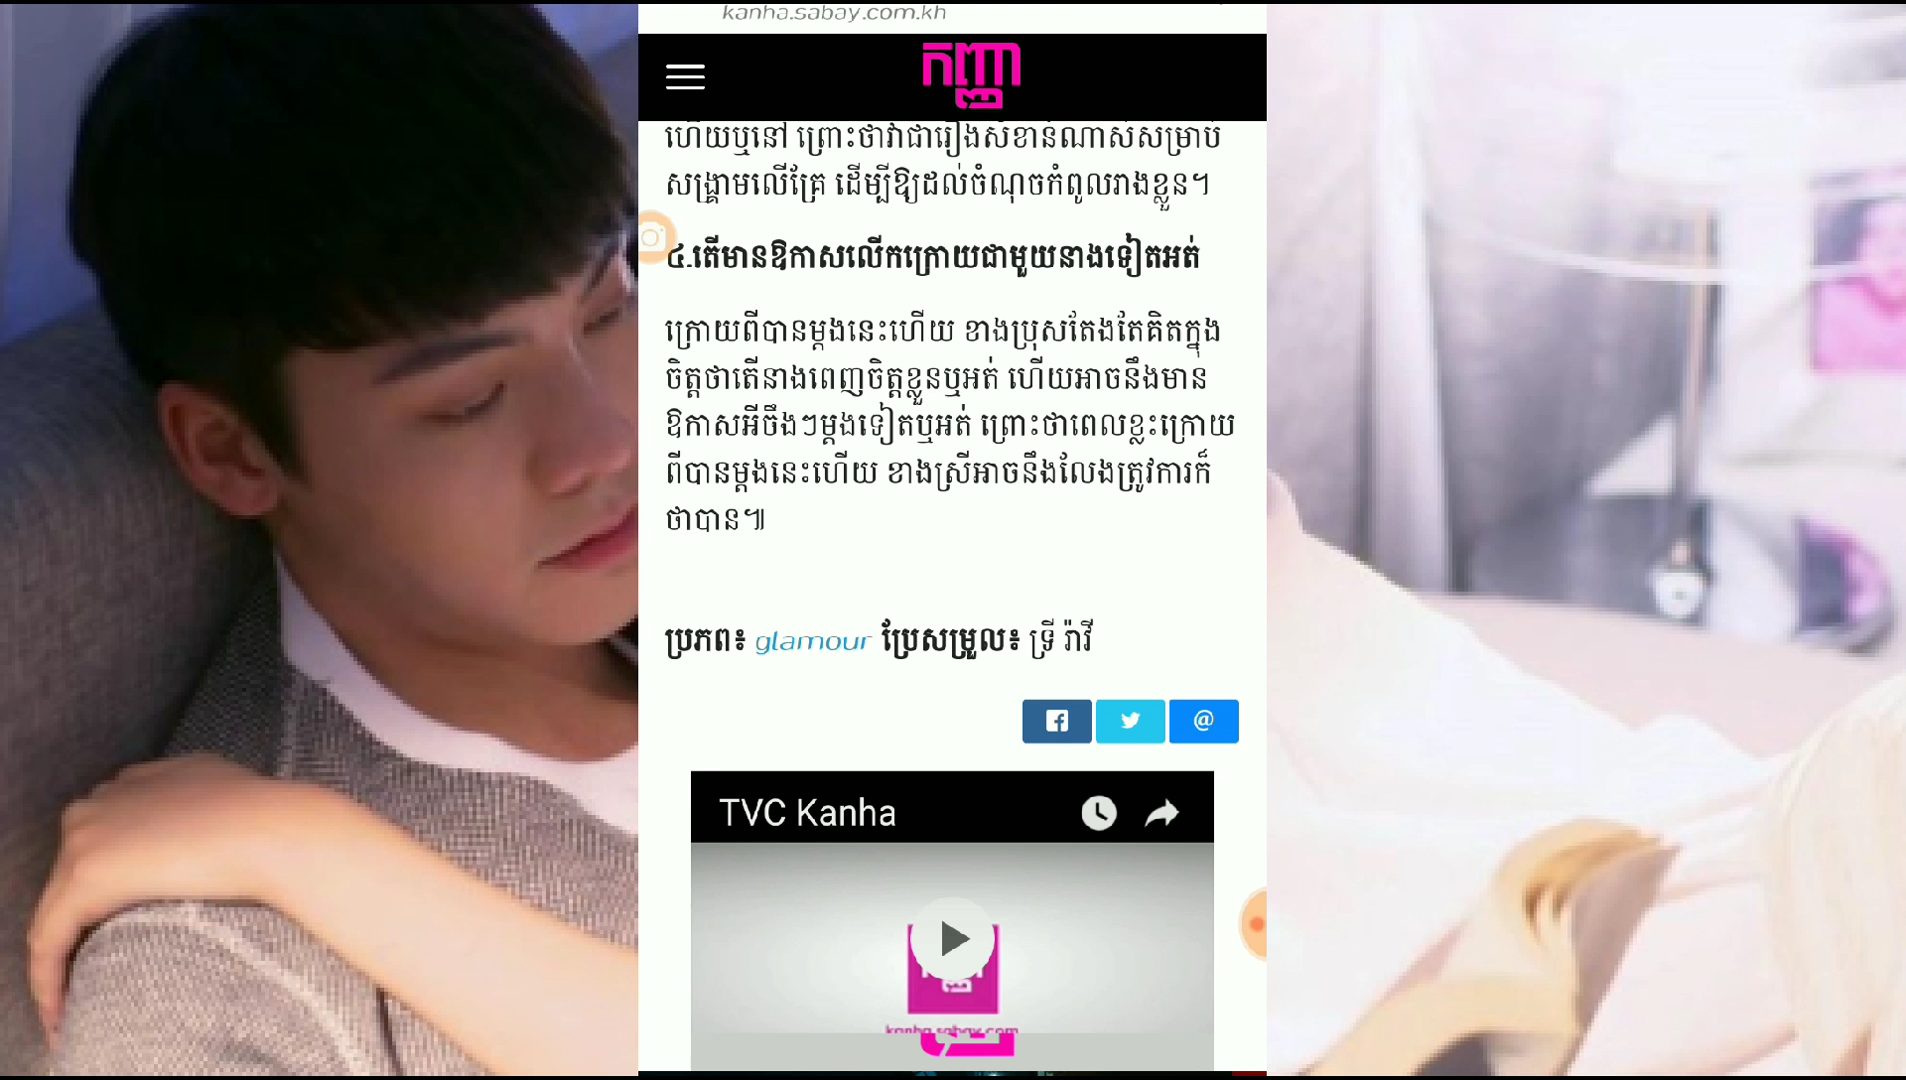 kanha.sabay.com.kh
កញ្ញា
ហើយឬនៅ ព្រោះថាវាជារឿងសំខាន់ណាស់សម្រាប់
សង្គ្រាមលើគ្រែ ដើម្បីឱ្យដល់ចំណុចកំពូលរាងខ្លួន។
៤.តើមានឱកាសលើកក្រោយជាមួយនាងទៀតអត់
ក្រោយពីបានម្ដងនេះហើយ ខាងប្រុសតែងតែគិតក្នុង
ចិត្តថាតើនាងពេញចិត្តខ្លួនឬអត់ ហើយអាចនឹងមាន
ឱកាសអីចឹងៗម្ដងទៀតឬអត់ ព្រោះថាពេលខ្លះក្រោយ
ពីបានម្ដងនេះហើយ ខាងស្រីអាចនឹងលែងត្រូវការក៏
ថាបាន៕
ប្រភព៖ glamour ប្រែសម្រួល៖ ទ្រី រ៉ាវី
TVC Kanha
kanha.sabay.com